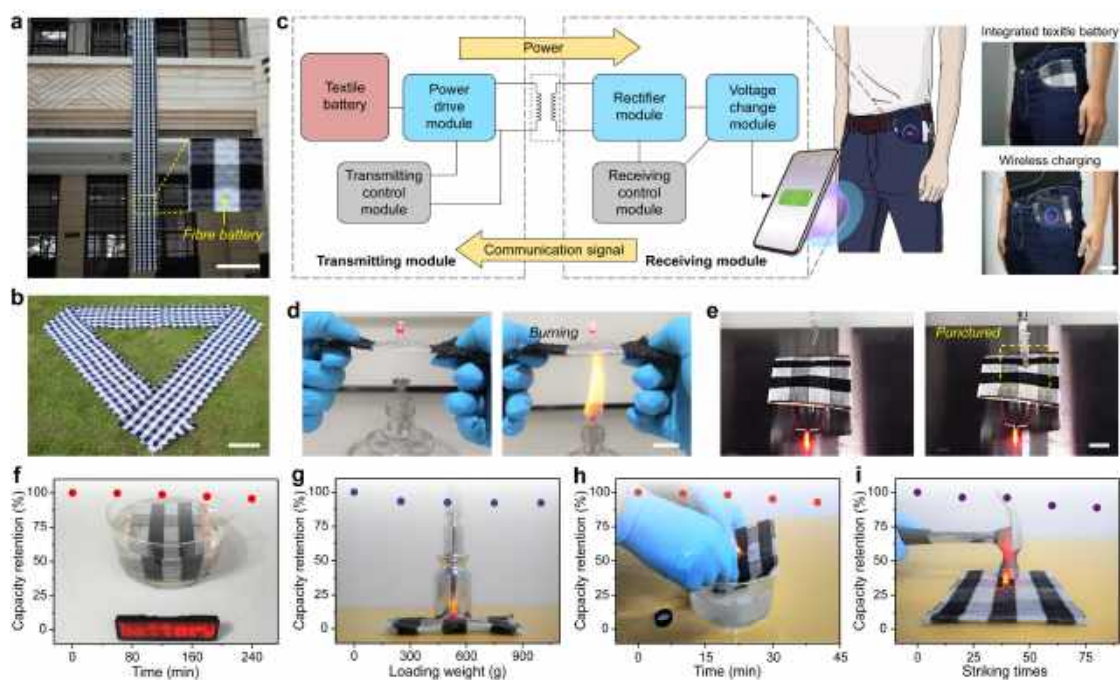 a
Fibre battery
b
c
Power
Textile
battery
Power
drive
module
Rectifier
module
Voltage
change
module
Transmitting
control
module
Receiving
control
module
Communication signal
Transmitting module
Receiving module
Integrated texitle battery
Wireless charging
d
Burning
e
Punctured
f
Capacity retention (%)
100
75
50
25
0
battery
0 80 160 240
Time (min)
g
Capacity retention (%)
100
75
50
25
0
0 300 600 900
Loading weight (g)
h
Capacity retention (%)
100
75
50
25
0
0 15 30 45
Time (min)
i
Capacity retention (%)
100
75
50
25
0
0 25 50 75
Striking times